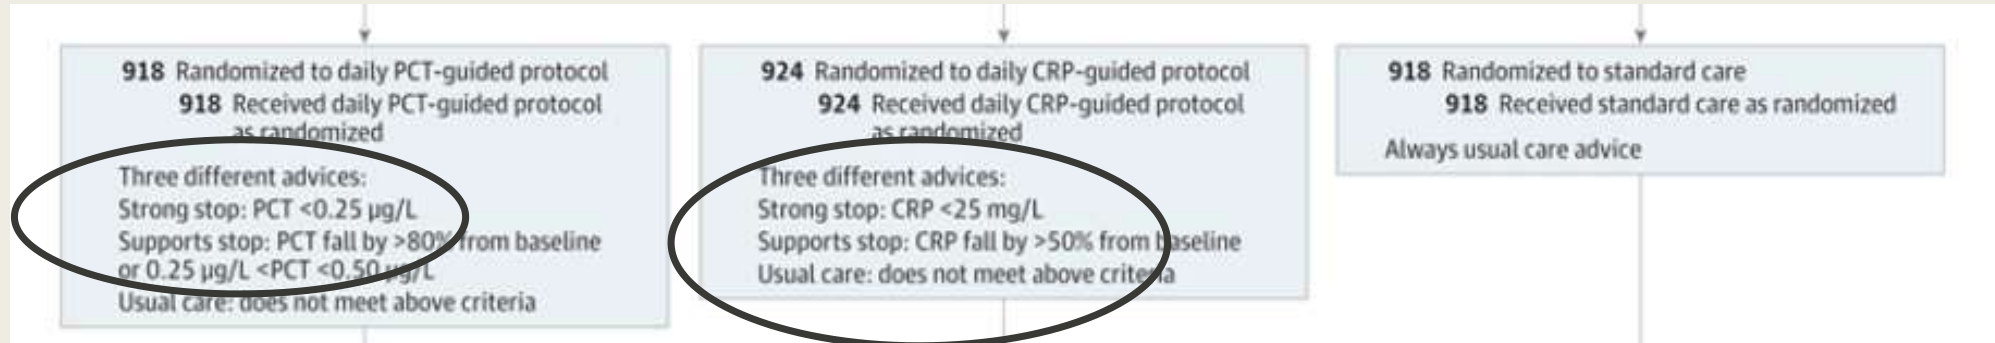 918 Randomized to daily PCT-guided protocol
918 Received daily PCT-guided protocol
as randomized
Three different advices:
Strong stop: PCT <0.25 µg/L
Supports stop: PCT fall by >80% from baseline
or 0.25 µg/L <PCT <0.50 µg/L
Usual care: does not meet above criteria
924 Randomized to daily CRP-guided protocol
924 Received daily CRP-guided protocol
as randomized
Three different advices:
Strong stop: CRP <25 mg/L
Supports stop: CRP fall by >50% from baseline
Usual care: does not meet above criteria
918 Randomized to standard care
918 Received standard care as randomized
Always usual care advice